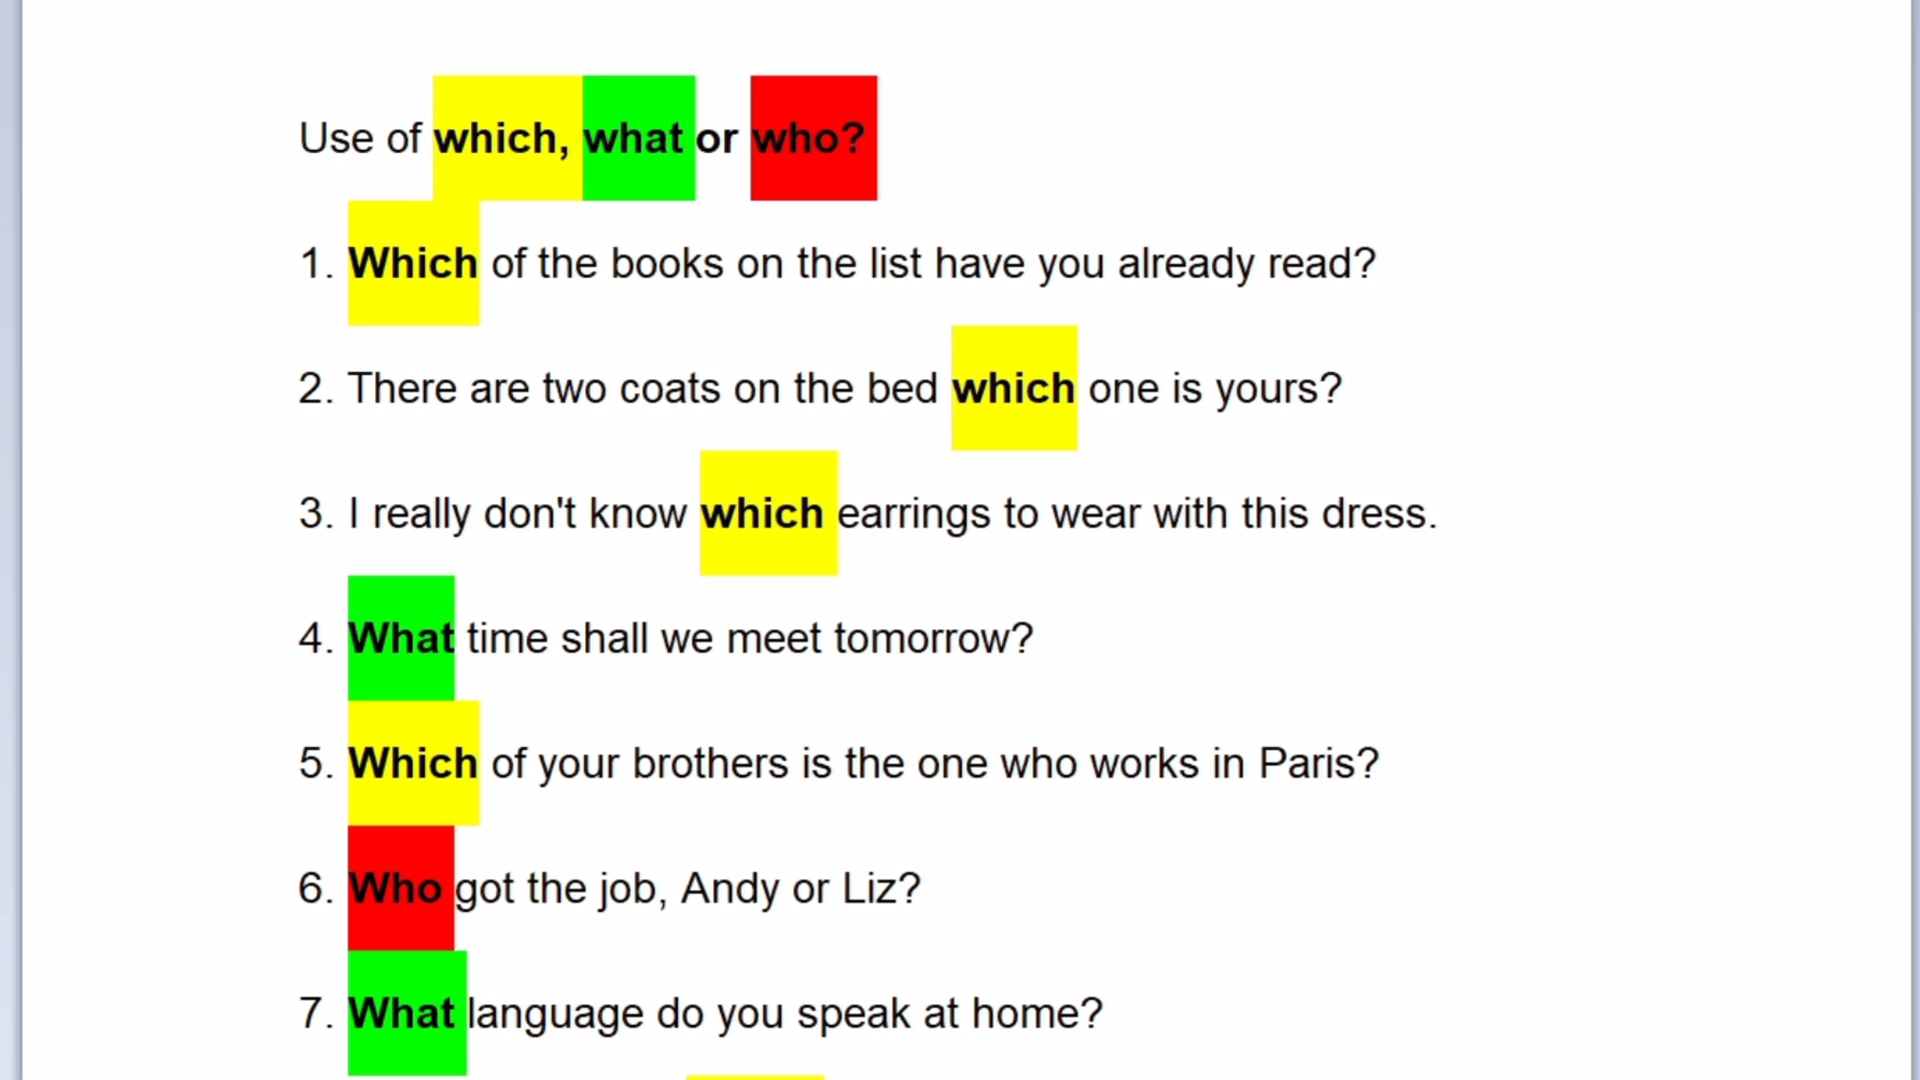 Use of which, what or who?
1. Which of the books on the list have you already read?
2. There are two coats on the bed which one is yours?
3. I really don't know which earrings to wear with this dress.
4. What time shall we meet tomorrow?
5. Which of your brothers is the one who works in Paris?
6. Who got the job, Andy or Liz?
7. What language do you speak at home?